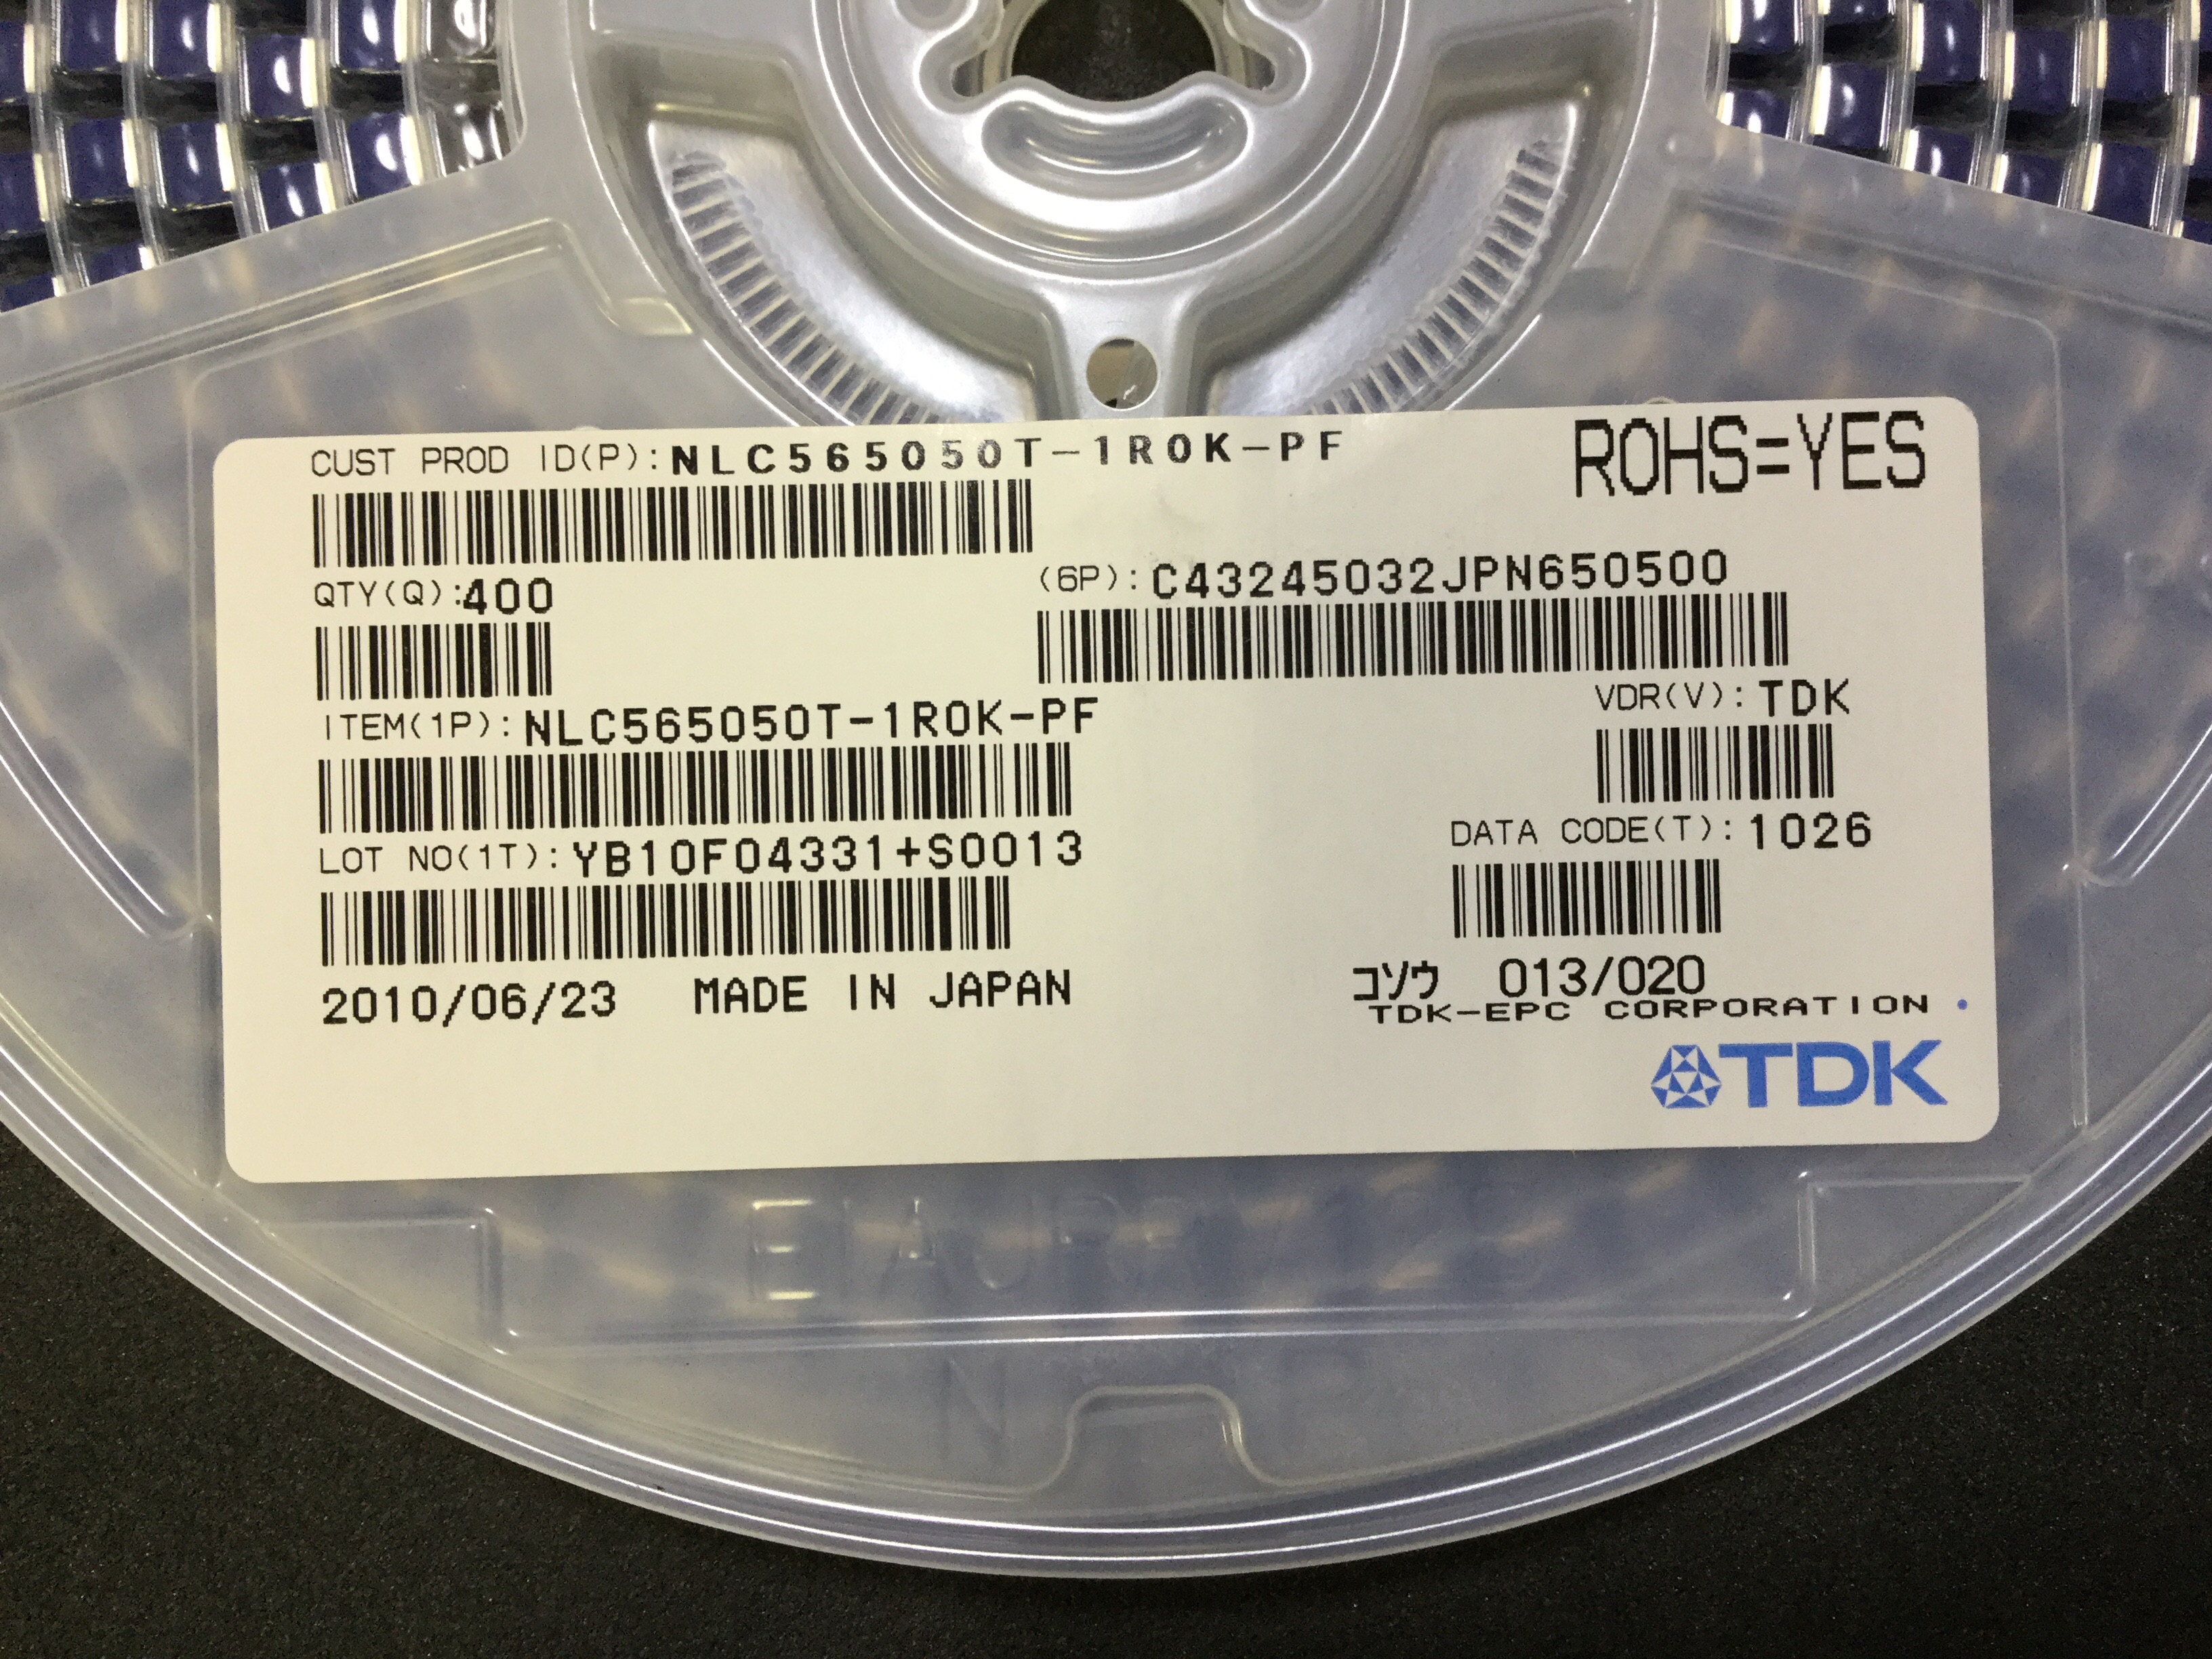 CUST PROD ID(P):NLC565050T-1R0K-PF
ROHS=YES
QTY(Q):400
(6P):C43245032JPN650500
ITEM(1P):NLC565050T-1R0K-PF
VDR(V):TDK
LOT NO(1T):YB10F04331+S0013
DATA CODE(T):1026
2010/06/23 MADE IN JAPAN
コソウ 013/020
TDK-EPC CORPORATION
TDK